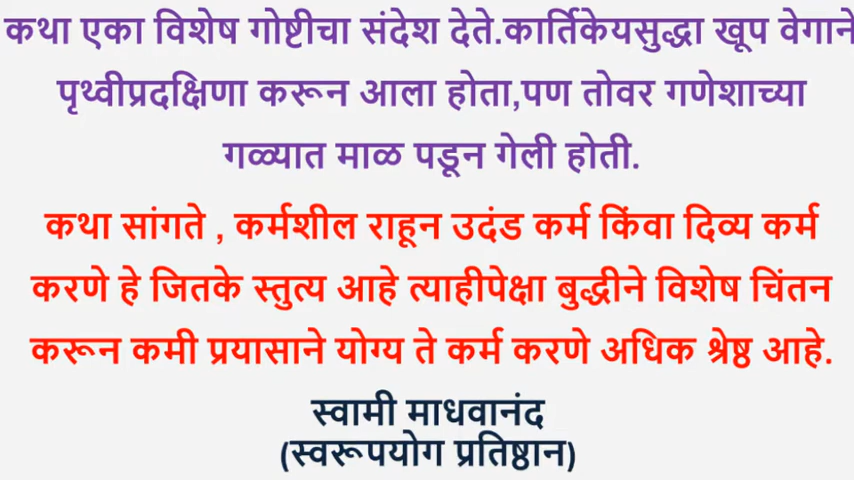 कथा एका विशेष गोष्टीचा संदेश देते.कार्तिकेयसुद्धा खूप वेगाने
पृथ्वीप्रदक्षिणा करून आला होता,पण तोवर गणेशाच्या
गळ्यात माळ पडून गेली होती.
कथा सांगते , कर्मशील राहून उदंड कर्म किंवा दिव्य कर्म
करणे हे जितके स्तुत्य आहे त्याहीपेक्षा बुद्धीने विशेष चिंतन
करून कमी प्रयासाने योग्य ते कर्म करणे अधिक श्रेष्ठ आहे.
स्वामी माधवानंद
(स्वरूपयोग प्रतिष्ठान)